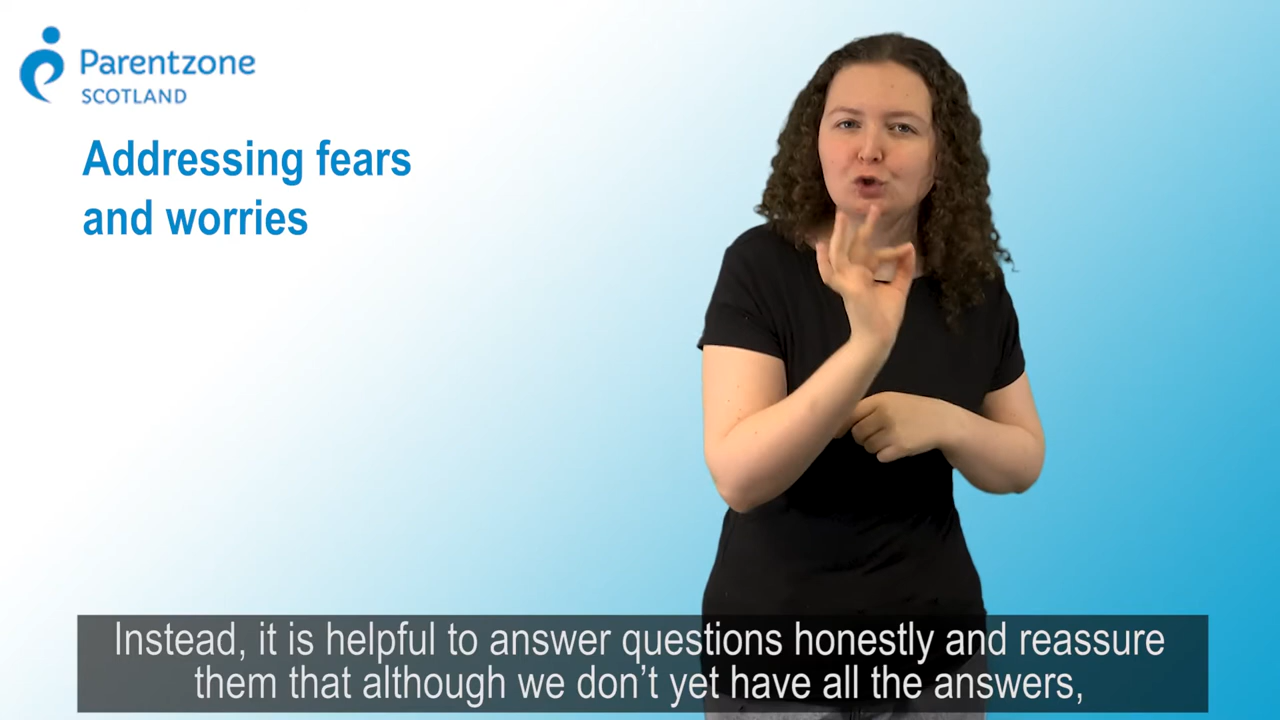 Parentzone
SCOTLAND
Addressing fears
and worries
Instead, it is helpful to answer questions honestly and reassure
them that although we don't yet have all the answers,